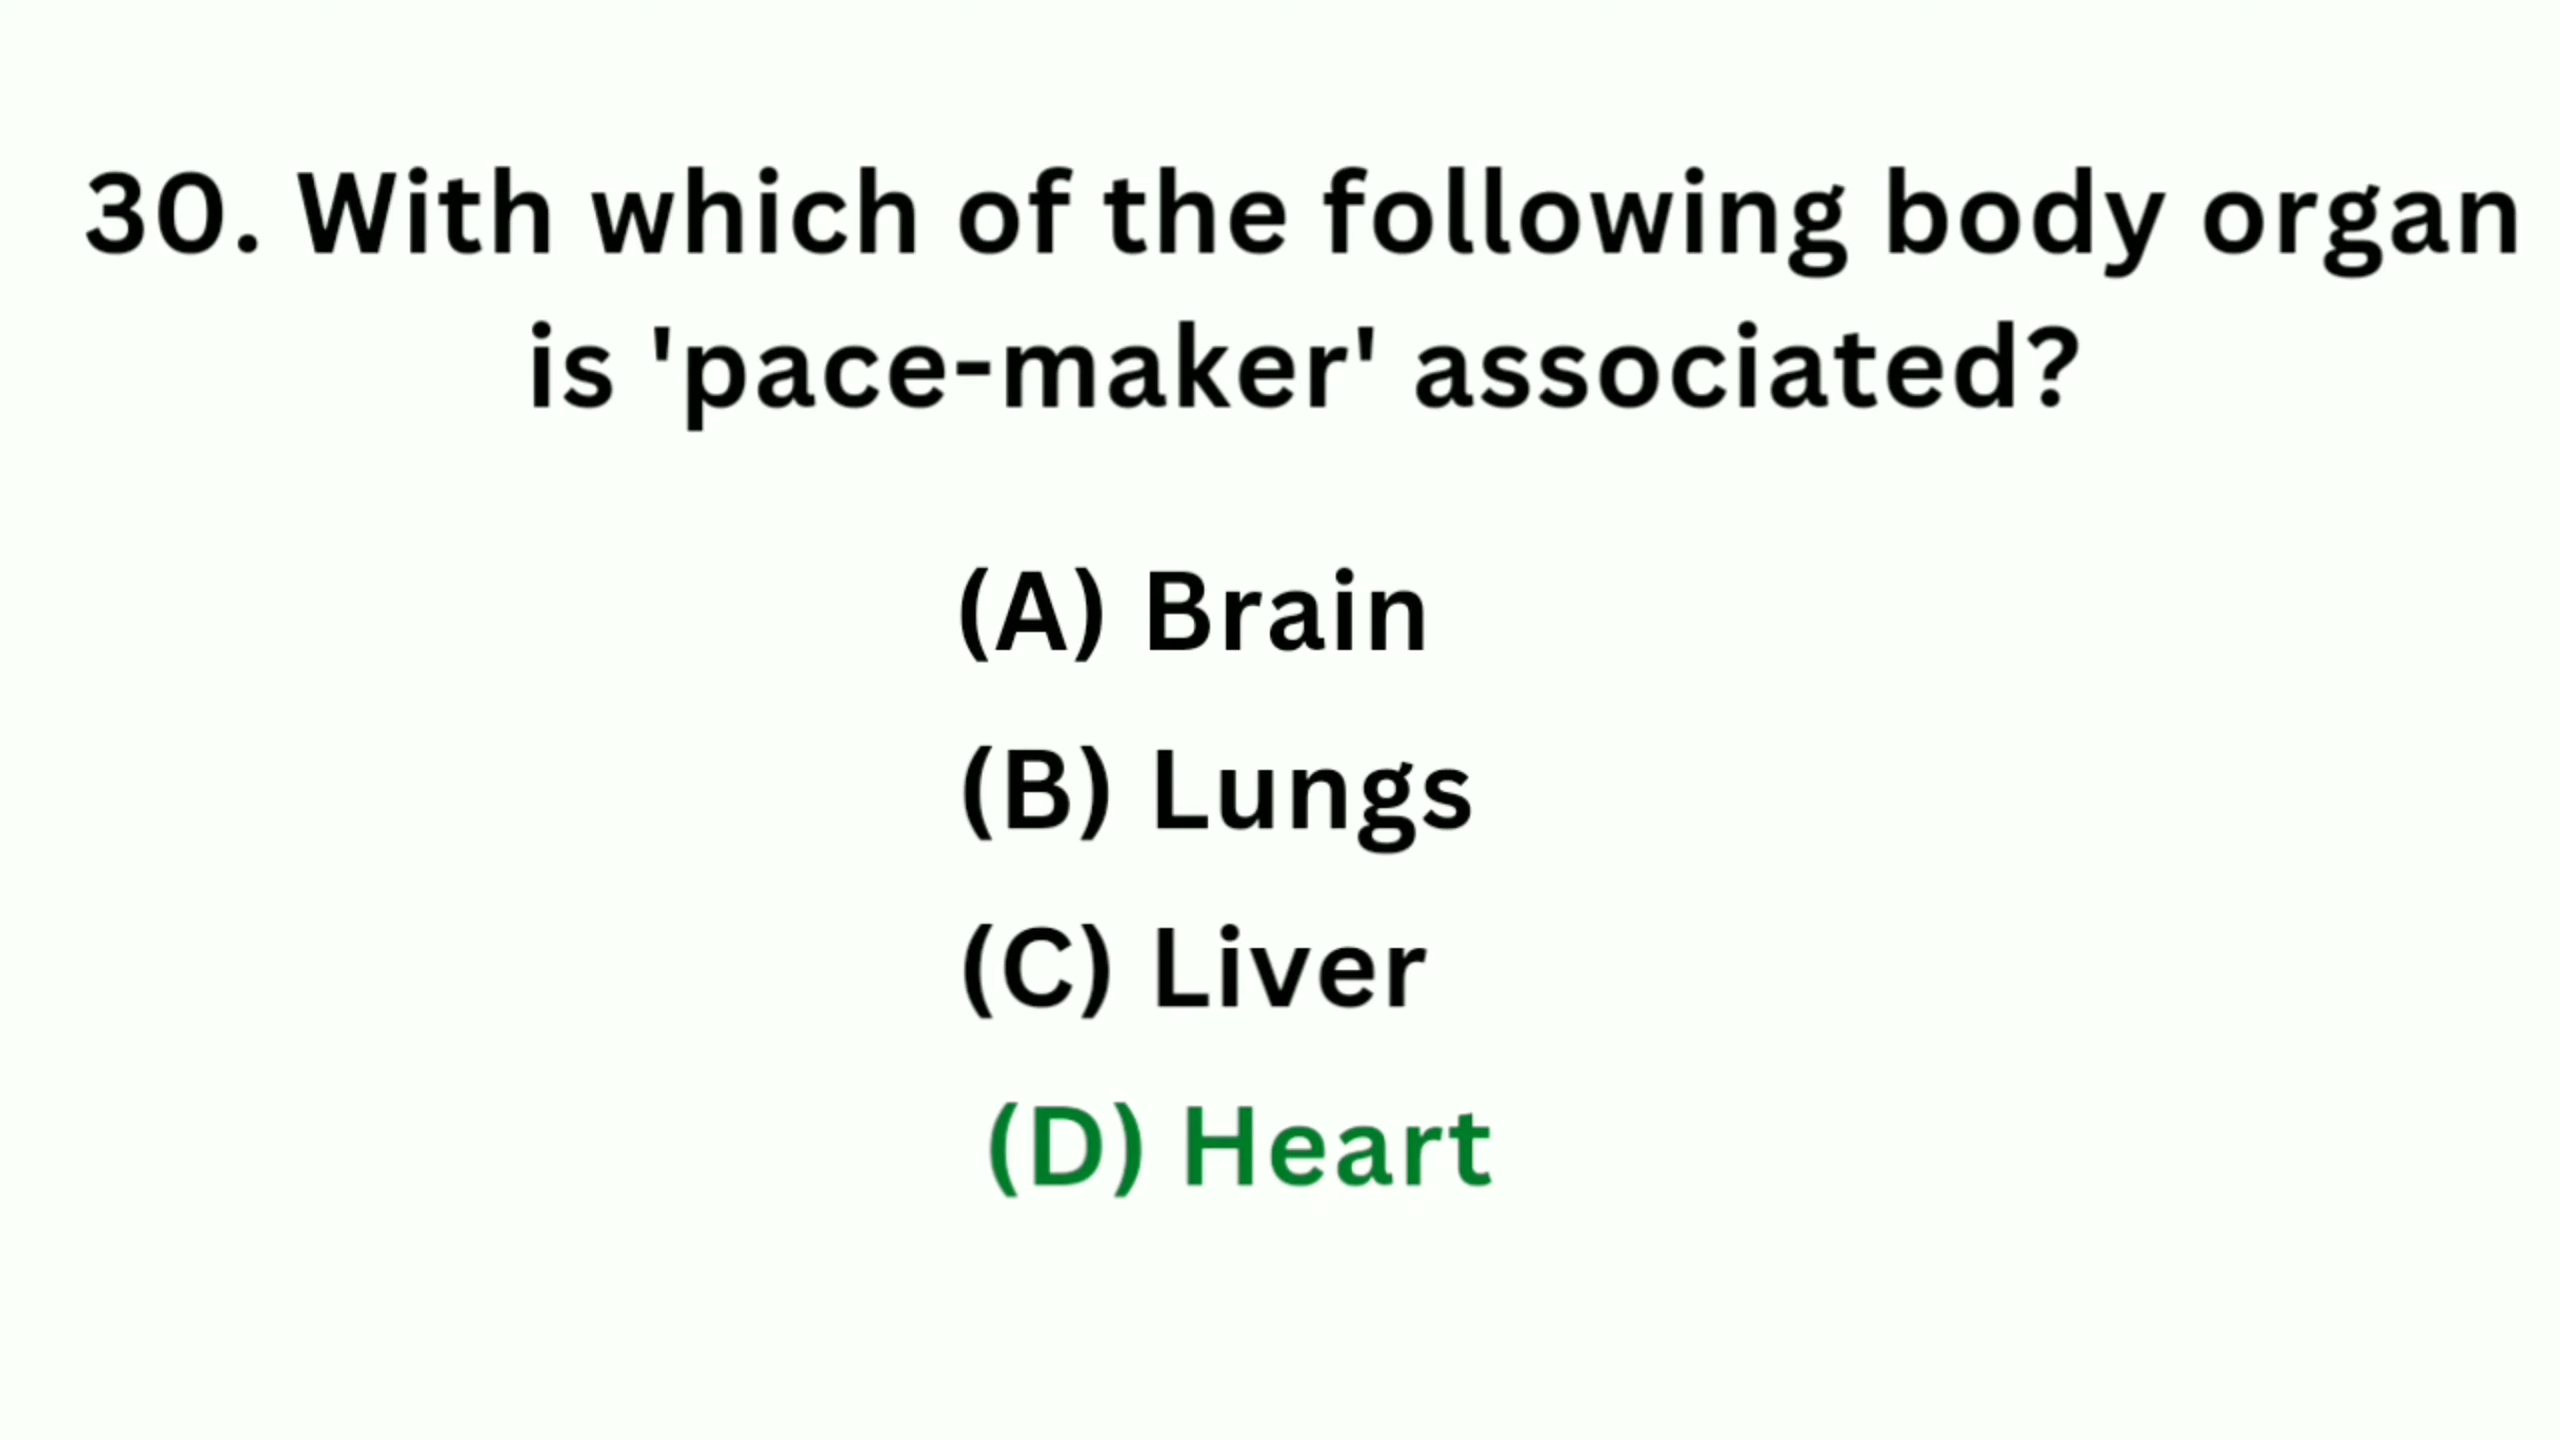 30. With which of the following body organ
is 'pace-maker' associated?
(A) Brain
(B) Lungs
(C) Liver
(D) Heart